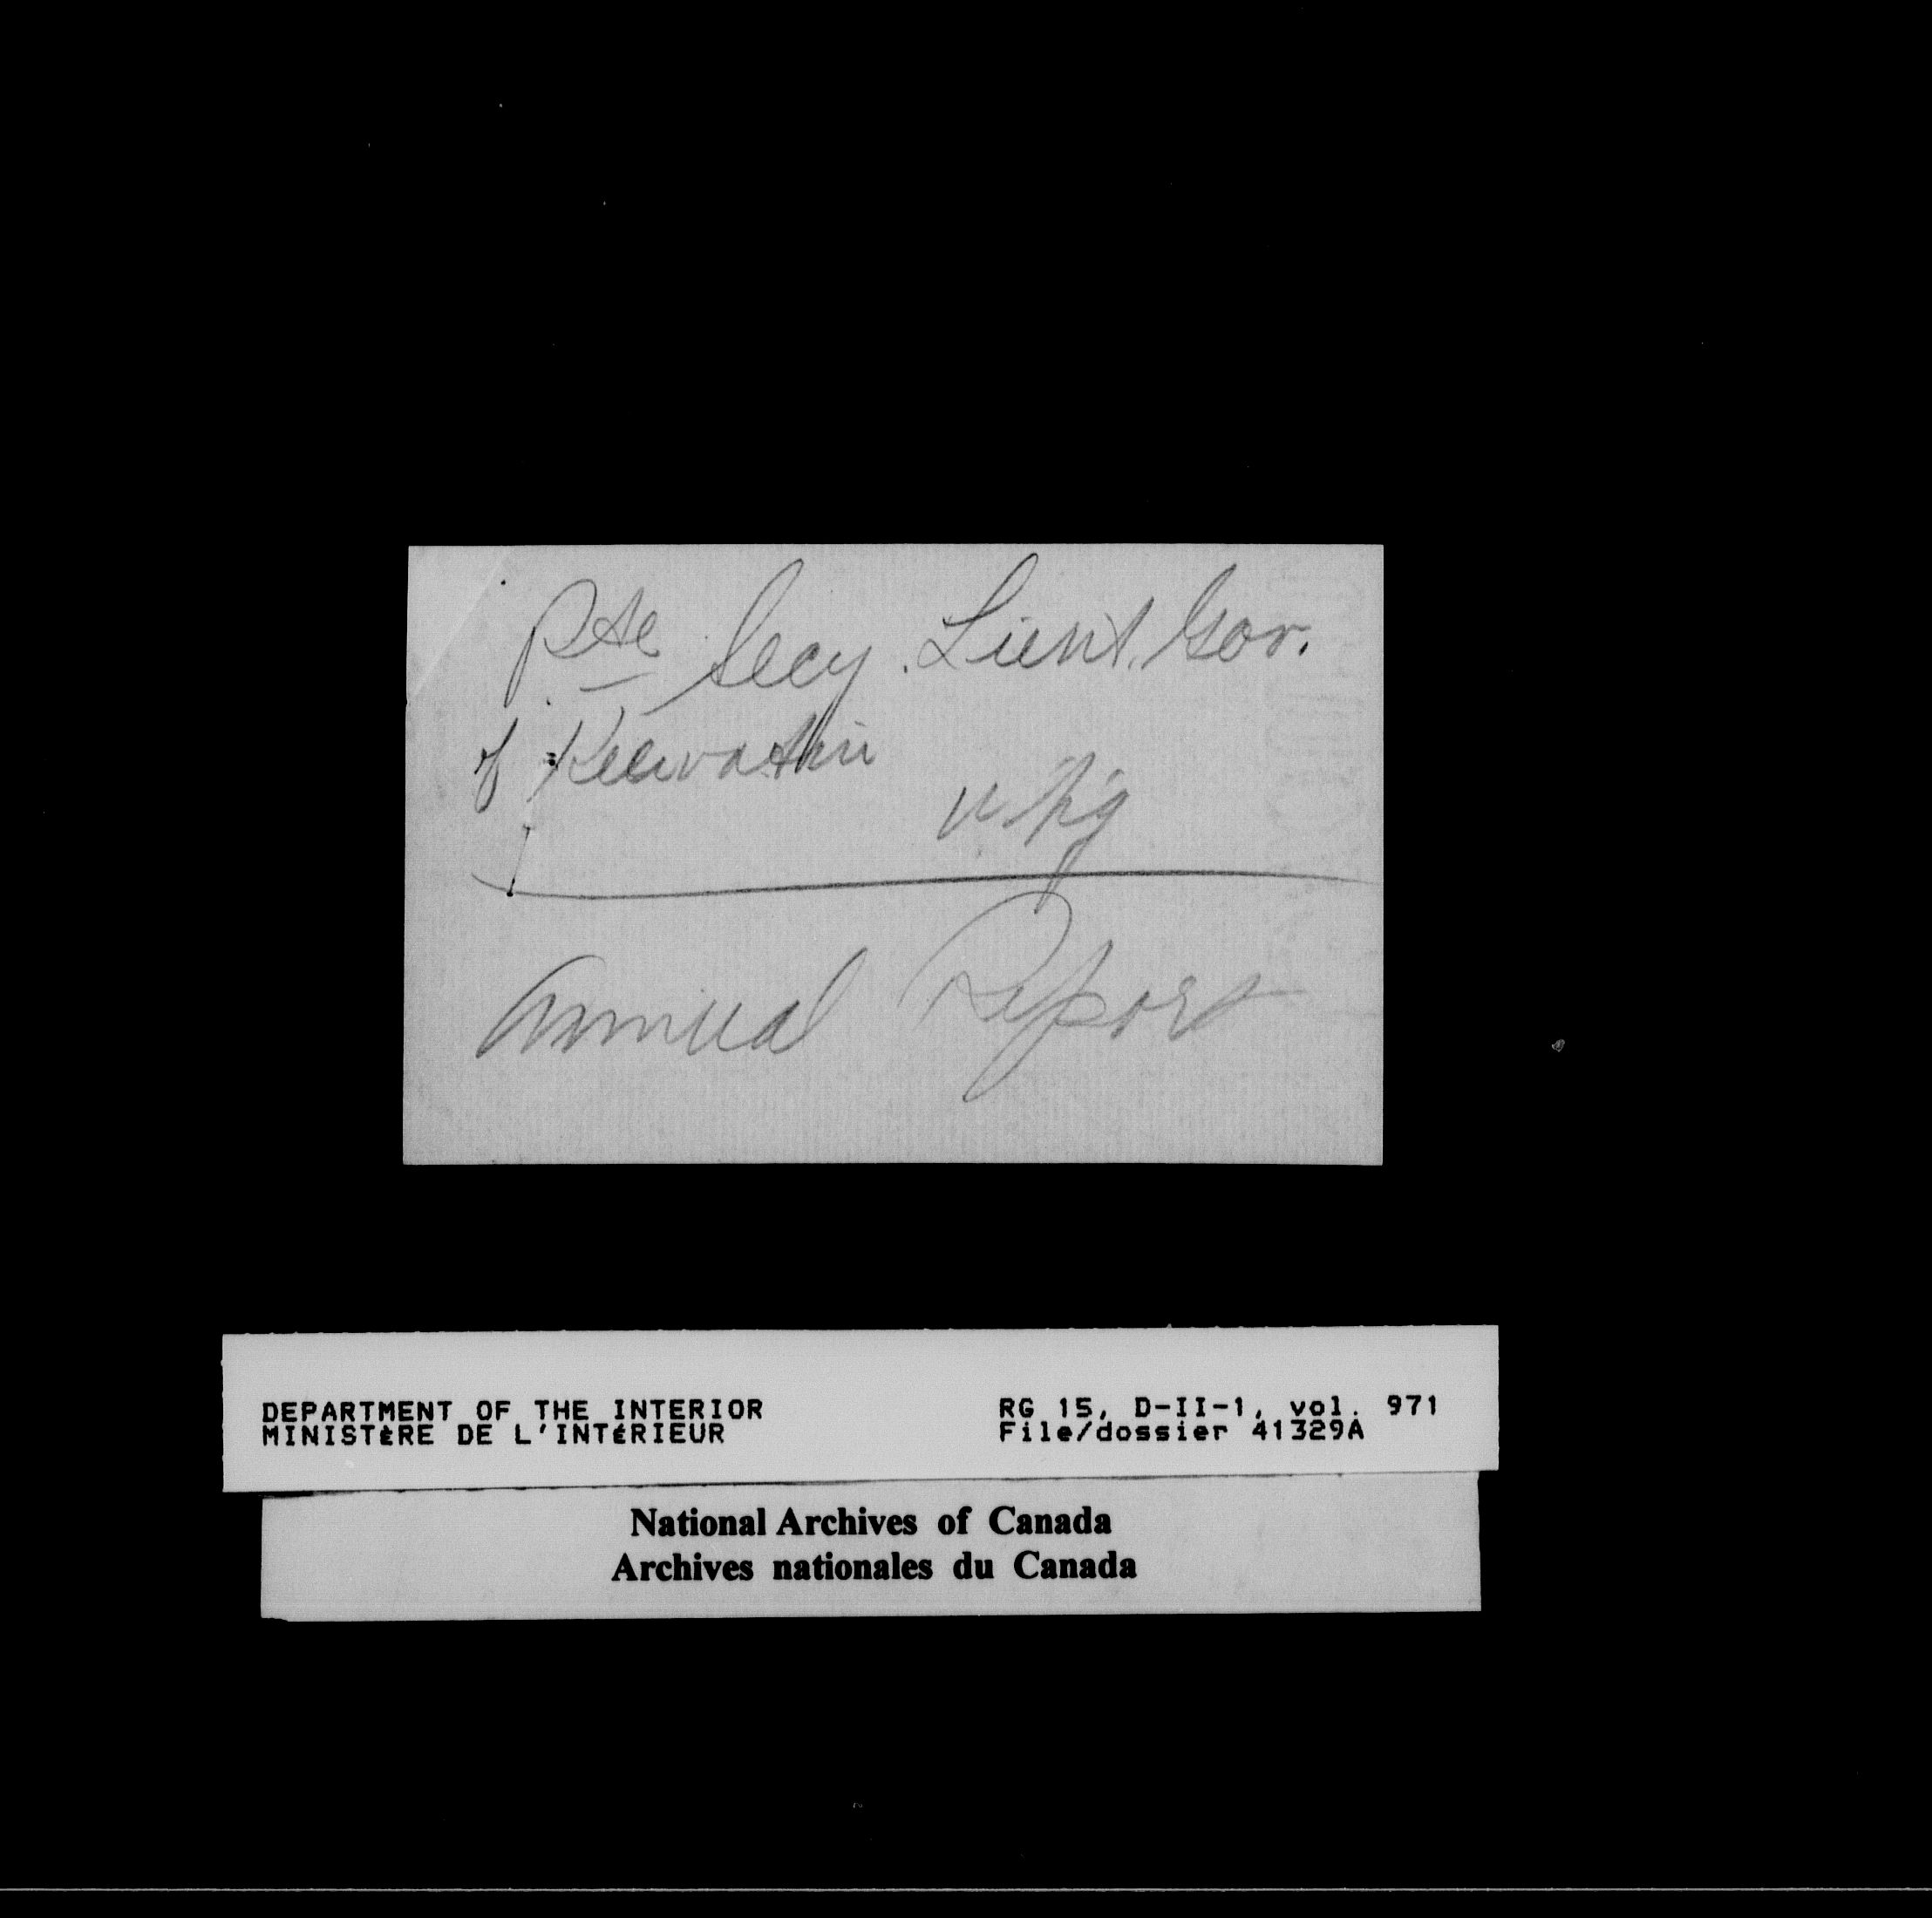 Pte Secy. Lieut. Gov.
of Keewatin
Wpg
Annual Report
DEPARTMENT OF THE INTERIOR
MINISTÈRE DE L'INTÉRIEUR
RG 15, D-II-1, vol. 971
File/dossier 41329A
National Archives of Canada
Archives nationales du Canada